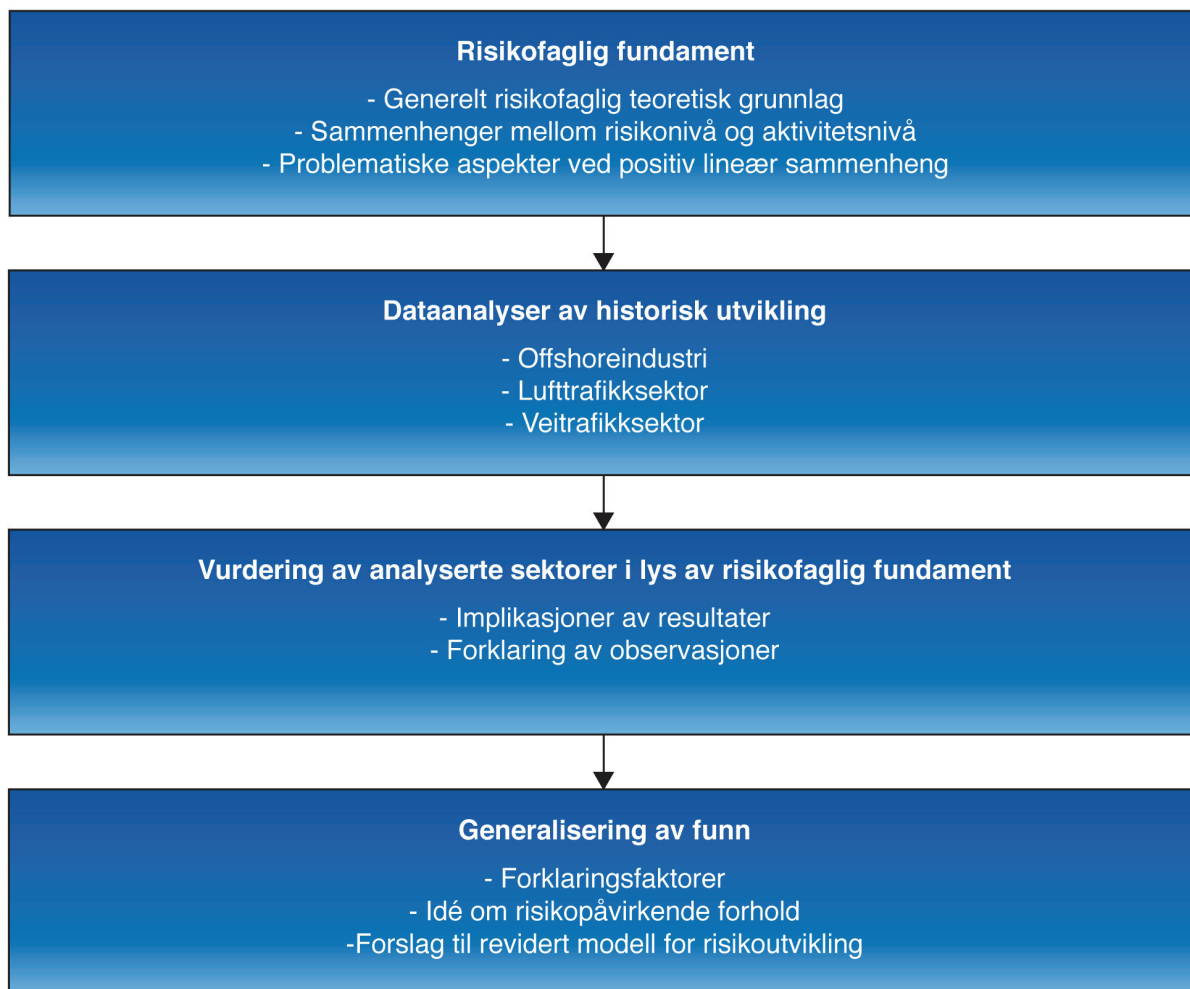 Risikofaglig fundament
- Generelt risikofaglig teoretisk grunnlag
- Sammenhenger mellom risikonivå og aktivitetsnivå
- Problematiske aspekter ved positiv lineær sammenheng
Dataanalyser av historisk utvikling
- Offshoreindustri
- Lufttrafikksektor
- Veitrafikksektor
Vurdering av analyserte sektorer i lys av risikofaglig fundament
- Implikasjoner av resultater
- Forklaring av observasjoner
Generalisering av funn
- Forklaringsfaktorer
- Idé om risikopåvirkende forhold
-Forslag til revidert modell for risikoutvikling